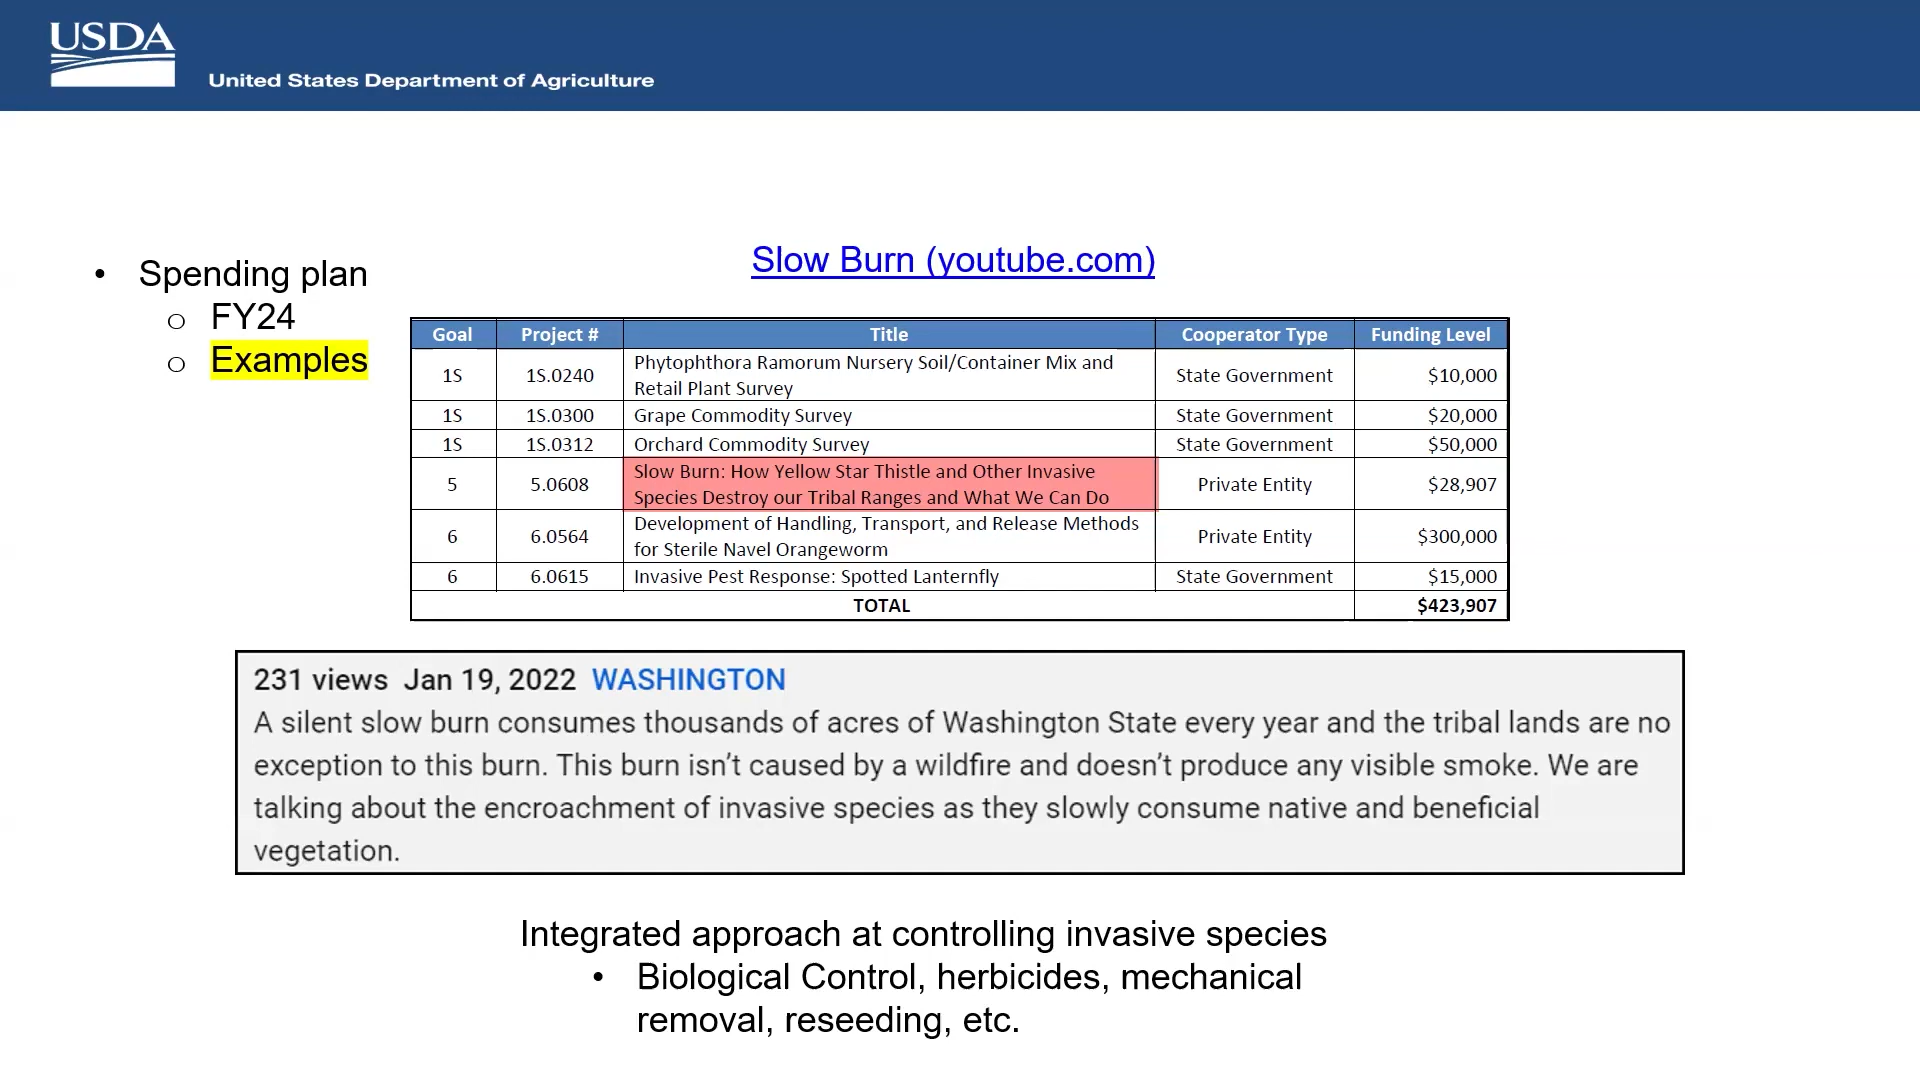 USDA
United States Department of Agriculture
• Spending plan
o FY24
o Examples
Slow Burn (youtube.com)
Goal Project # Title Cooperator Type Funding Level
1S 1S.0240 Phytophthora Ramorum Nursery Soil/Container Mix and
Retail Plant Survey State Government $10,000
1S 1S.0300 Grape Commodity Survey State Government $20,000
1S 1S.0312 Orchard Commodity Survey State Government $50,000
5 5.0608 Slow Burn: How Yellow Star Thistle and Other Invasive
Species Destroy our Tribal Ranges and What We Can Do Private Entity $28,907
6 6.0564 Development of Handling, Transport, and Release Methods
for Sterile Navel Orangeworm Private Entity $300,000
6 6.0615 Invasive Pest Response: Spotted Lanternfly State Government $15,000
TOTAL $423,907
231 views Jan 19, 2022 WASHINGTON
A silent slow burn consumes thousands of acres of Washington State every year and the tribal lands are no
exception to this burn. This burn isn’t caused by a wildfire and doesn’t produce any visible smoke. We are
talking about the encroachment of invasive species as they slowly consume native and beneficial
vegetation.
Integrated approach at controlling invasive species
• Biological Control, herbicides, mechanical
removal, reseeding, etc.